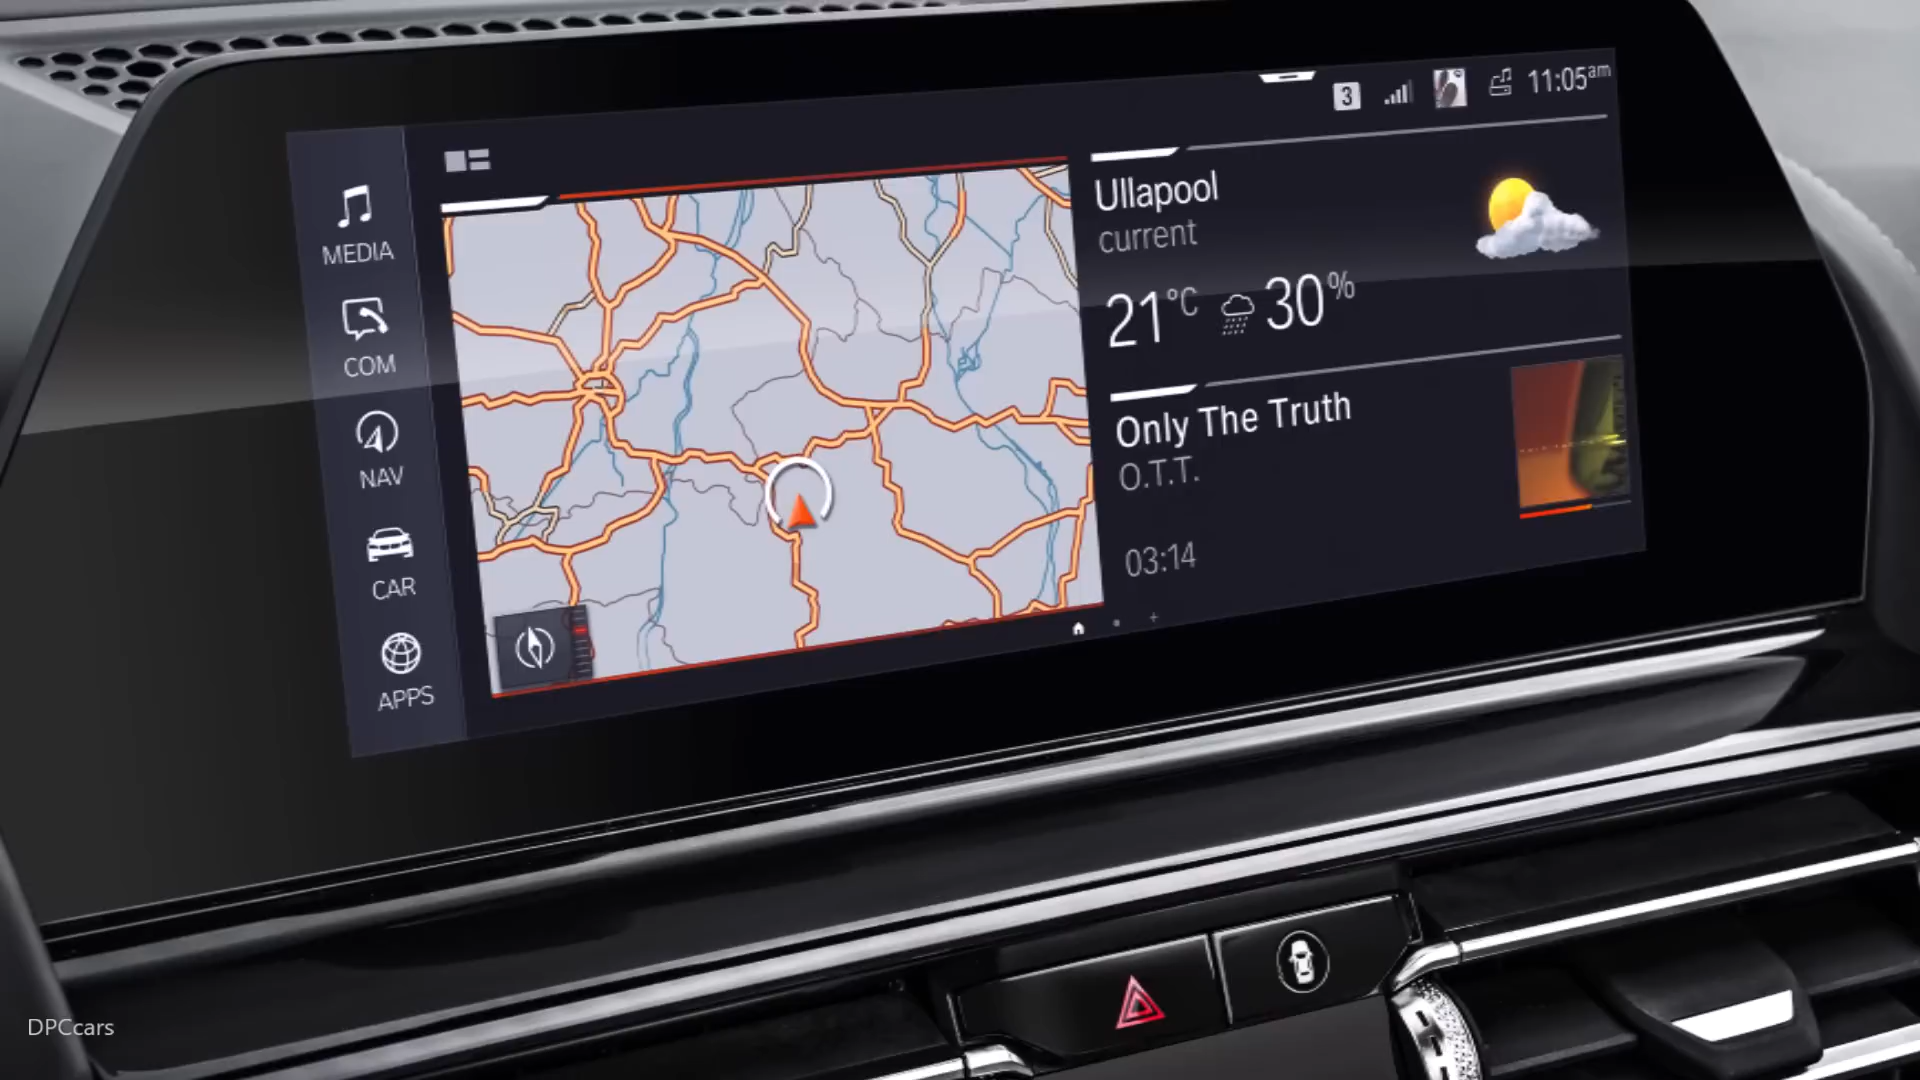 3
11:05am
MEDIA
COM
NAV
CAR
APPS
Ullapool
current
21°C
30%
Only The Truth
O.T.T.
03:14
DPCcars